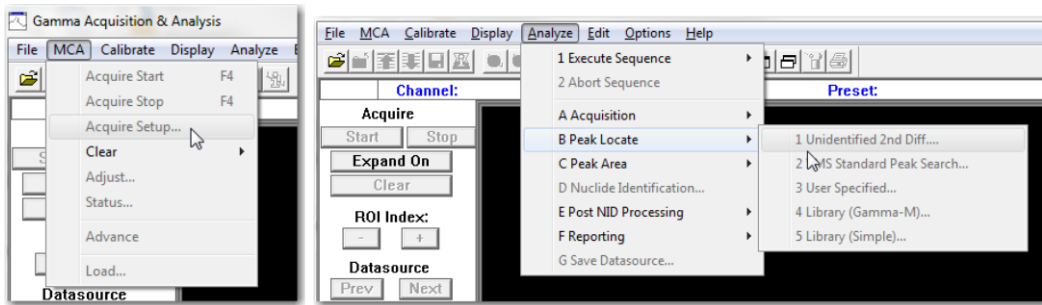 Gamma Acquisition & Analysis
File MCA Calibrate Display Analyze
Acquire Start F4
Acquire Stop F4
Acquire Setup...
Clear
Adjust...
Status...
Advance
Load...
Datasource
File MCA Calibrate Display Analyze Edit Options Help
Channel: Preset:
Acquire
Start Stop
Expand On
Clear
ROI Index:
- +
Datasource
Prev Next
1 Execute Sequence
2 Abort Sequence
A Acquisition
B Peak Locate
C Peak Area
D Nuclide Identification...
E Post NID Processing
F Reporting
G Save Datasource...
1 Unidentified 2nd Diff....
2 MS Standard Peak Search...
3 User Specified...
4 Library (Gamma-M)...
5 Library (Simple)...